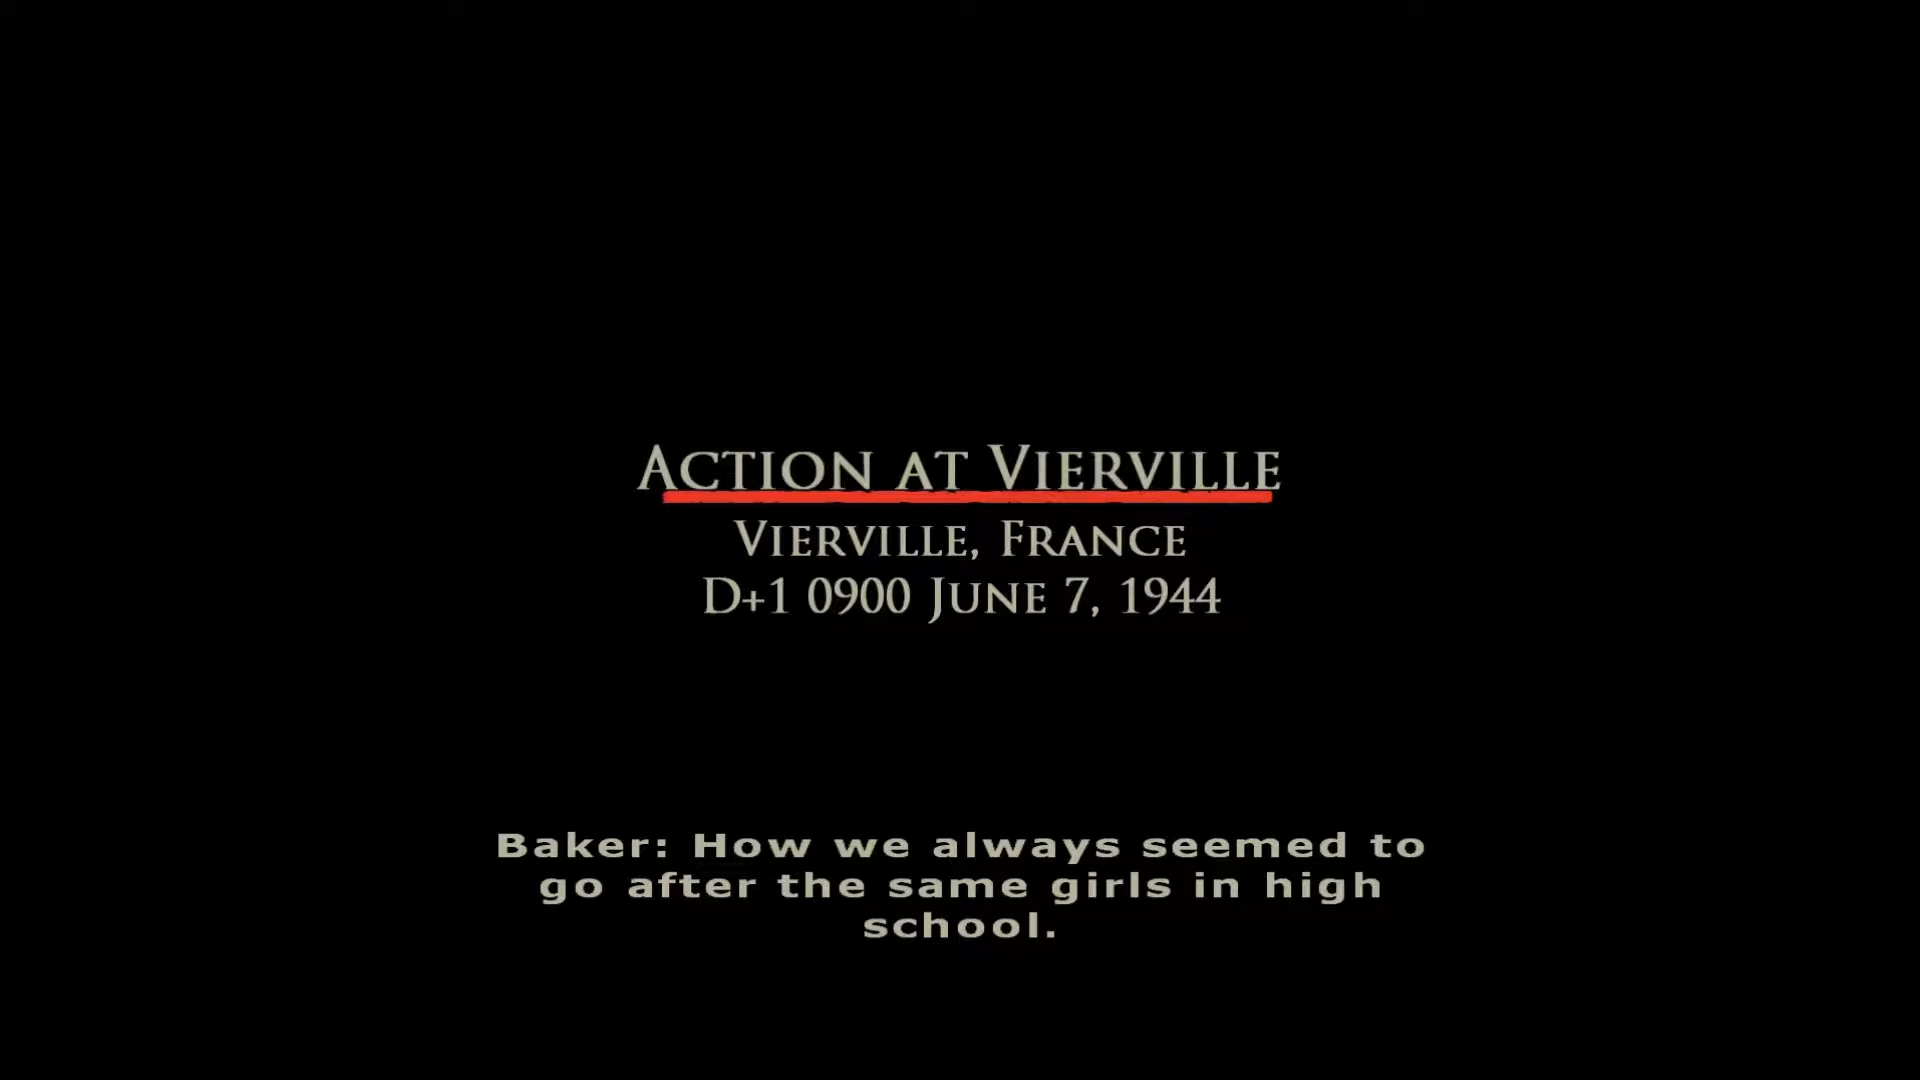 ACTION AT VIERVILLE
VIERVILLE, FRANCE
D+1 0900 JUNE 7, 1944
Baker: How we always seemed to
go after the same girls in high
school.